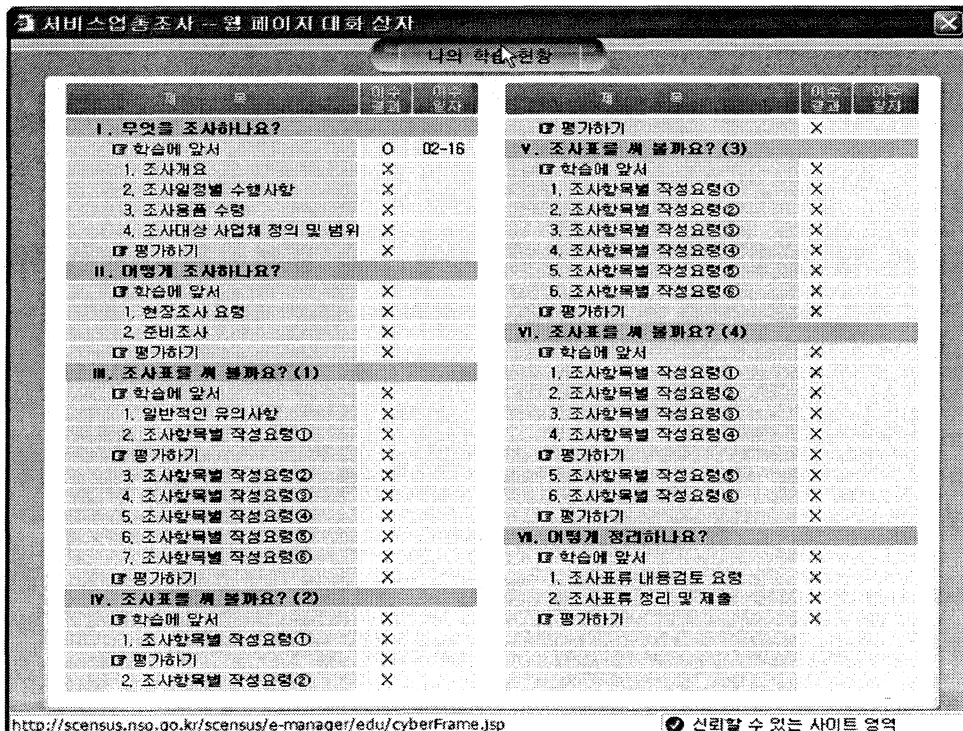 서비스업총조사 -- 웹 페이지 대화 상자
나의 학습 현황
제 목 이수 결과 이수 일자
Ⅰ. 무엇을 조사하나요?
☞ 학습에 앞서 O 02-16
1. 조사개요 X
2. 조사일정별 수행사항 X
3. 조사용품 수령 X
4. 조사대상 사업체 정의 및 범위 X
☞ 평가하기 X
Ⅱ. 어떻게 조사하나요?
☞ 학습에 앞서 X
1. 현장조사 요령 X
2. 준비조사 X
☞ 평가하기 X
Ⅲ. 조사표를 써 볼까요? (1)
☞ 학습에 앞서 X
1. 일반적인 유의사항 X
2. 조사항목별 작성요령① X
☞ 평가하기 X
3. 조사항목별 작성요령② X
4. 조사항목별 작성요령③ X
5. 조사항목별 작성요령④ X
6. 조사항목별 작성요령⑤ X
7. 조사항목별 작성요령⑥ X
☞ 평가하기 X
Ⅳ. 조사표를 써 볼까요? (2)
☞ 학습에 앞서 X
1. 조사항목별 작성요령① X
☞ 평가하기 X
2. 조사항목별 작성요령② X
제 목 이수 결과 이수 일자
☞ 평가하기 X
Ⅴ. 조사표를 써 볼까요? (3)
☞ 학습에 앞서 X
1. 조사항목별 작성요령① X
2. 조사항목별 작성요령② X
3. 조사항목별 작성요령③ X
4. 조사항목별 작성요령④ X
5. 조사항목별 작성요령⑤ X
6. 조사항목별 작성요령⑥ X
☞ 평가하기 X
Ⅵ. 조사표를 써 볼까요? (4)
☞ 학습에 앞서 X
1. 조사항목별 작성요령① X
2. 조사항목별 작성요령② X
3. 조사항목별 작성요령③ X
4. 조사항목별 작성요령④ X
☞ 평가하기 X
5. 조사항목별 작성요령⑤ X
6. 조사항목별 작성요령⑥ X
☞ 평가하기 X
Ⅶ. 어떻게 정리하나요?
☞ 학습에 앞서 X
1. 조사표류 내용검토 요령 X
2. 조사표류 정리 및 제출 X
☞ 평가하기 X
http://scensus.nso.go.kr/scensus/e-manager/edu/cyberFrame.jsp
신뢰할 수 있는 사이트 영역